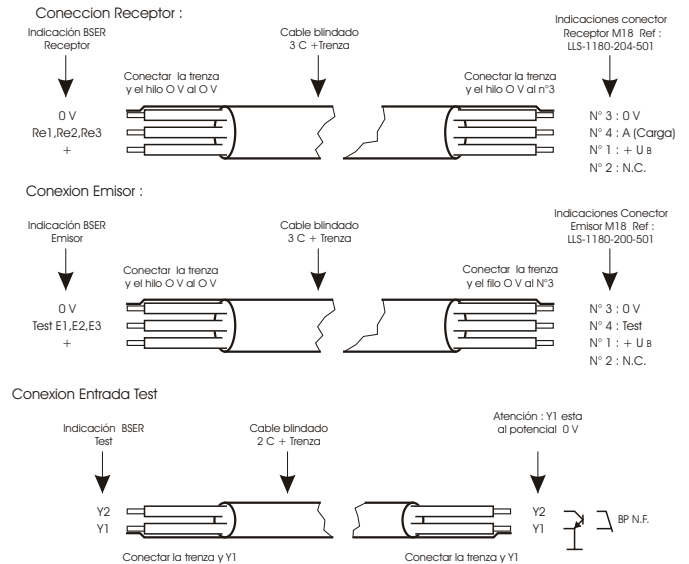 Coneccion Receptor :
Indicación BSER
Receptor
Cable blindado
3 C +Trenza
Indicaciones conector
Receptor M18 Ref :
LLS-1180-204-501
Conectar la trenza
y el hilo O V al O V
Conectar la trenza
y el hilo O V al n°3
0 V
Re1,Re2,Re3
+
N° 3 : 0 V
N° 4 : A (Carga)
N° 1 : + U B
N° 2 : N.C.
Conexion Emisor :
Indicación BSER
Emisor
Cable blindado
3 C + Trenza
Indicaciones Conector
Emisor M18 Ref :
LLS-1180-200-501
Conectar la trenza
y el hilo O V al O V
Conectar la trenza
y el filo O V al N°3
0 V
Test E1,E2,E3
+
N° 3 : 0 V
N° 4 : Test
N° 1 : + U B
N° 2 : N.C.
Conexion Entrada Test
Indicación BSER
Test
Cable blindado
2 C + Trenza
Atención : Y1 esta
al potencial 0 V
Y2
Y1
Y2
Y1
BP N.F.
Conectar la trenza y Y1
Conectar la trenza y Y1